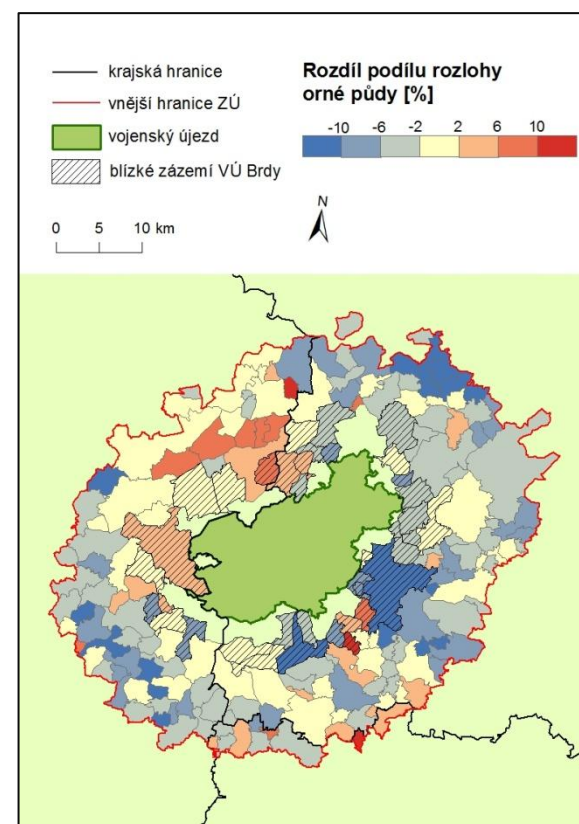 krajská hranice
vnější hranice ZÚ
vojenský újezd
blízké zázemí VÚ Brdy
0 5 10 km
Rozdíl podílu rozlohy
orné půdy [%]
-10 -6 -2 2 6 10
N